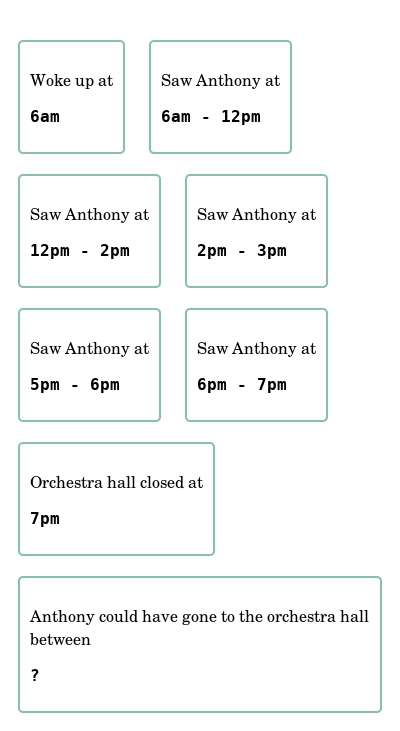 Woke up at
6am
Saw Anthony at
6am - 12pm
Saw Anthony at
12pm - 2pm
Saw Anthony at
2pm - 3pm
Saw Anthony at
5pm - 6pm
Saw Anthony at
6pm - 7pm
Orchestra hall closed at
7pm
Anthony could have gone to the orchestra hall
between
?